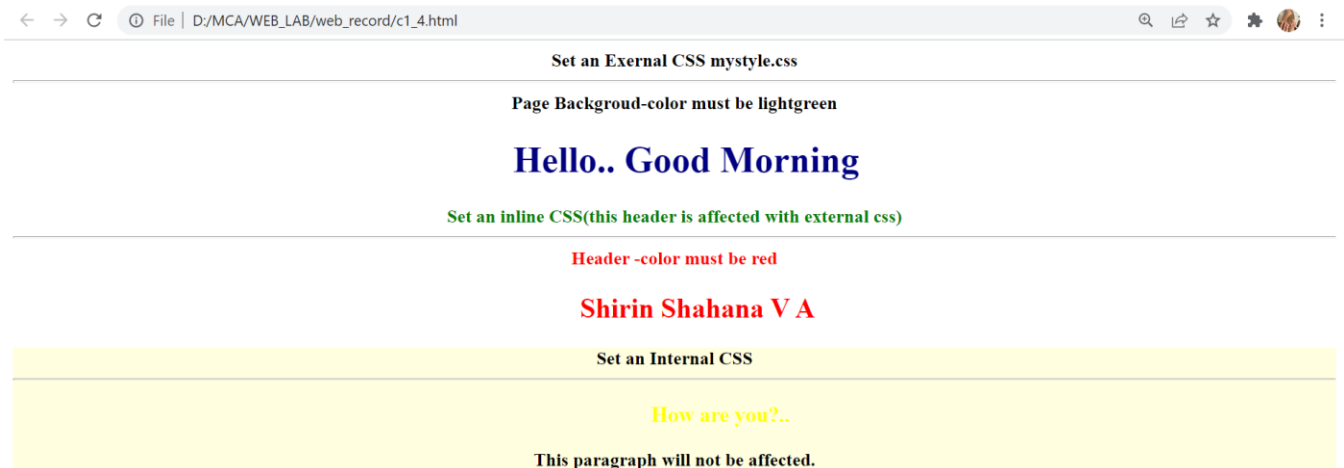 File | D:/MCA/WEB_LAB/web_record/c1_4.html
Set an Exernal CSS mystyle.css
Page Backgroud-color must be lightgreen
Hello.. Good Morning
Set an inline CSS(this header is affected with external css)
Header -color must be red
Shirin Shahana V A
Set an Internal CSS
How are you?..
This paragraph will not be affected.